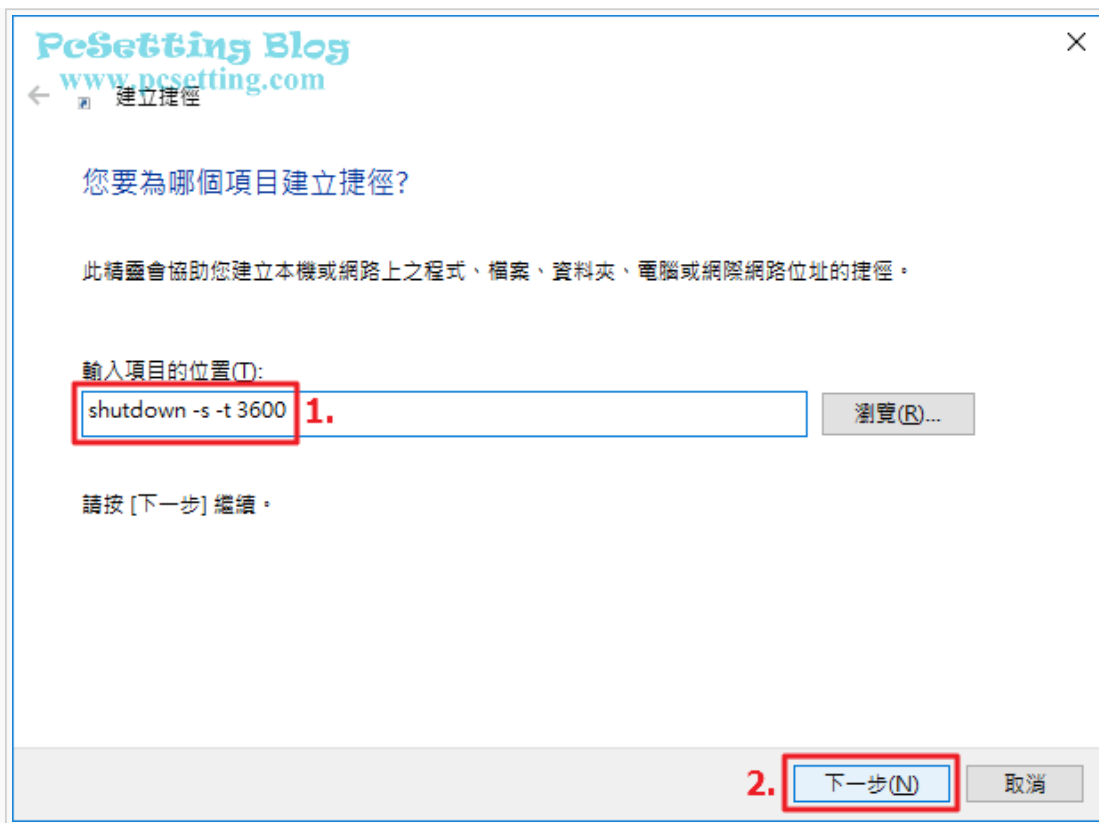 PcSetting Blog
www.pcsetting.com
建立捷徑
您要為哪個項目建立捷徑?
此精靈會協助您建立本機或網路上之程式、檔案、資料夾、電腦或網際網路位址的捷徑。
輸入項目的位置(T):
shutdown -s -t 3600 1.
瀏覽(R)...
請按 [下一步] 繼續。
2. 下一步(N) 取消